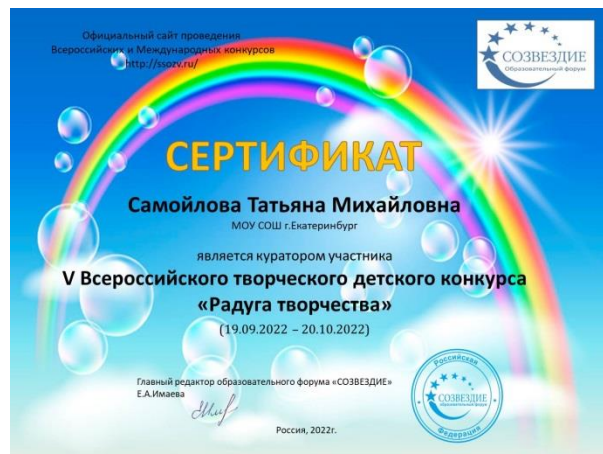 Официальный сайт проведения
Всероссийских и Международных конкурсов
http://ssozv.ru/
СОЗВЕЗДИЕ
Образовательный форум
СЕРТИФИКАТ
Самойлова Татьяна Михайловна
МОУ СОШ г.Екатеринбург
является куратором участника
V Всероссийского творческого детского конкурса
«Радуга творчества»
(19.09.2022 – 20.10.2022)
Главный редактор образовательного форума «СОЗВЕЗДИЕ»
Е.А.Имаева
Россия, 2022г.
Российская
СОЗВЕЗДИЕ
образовательный форум
Федерация